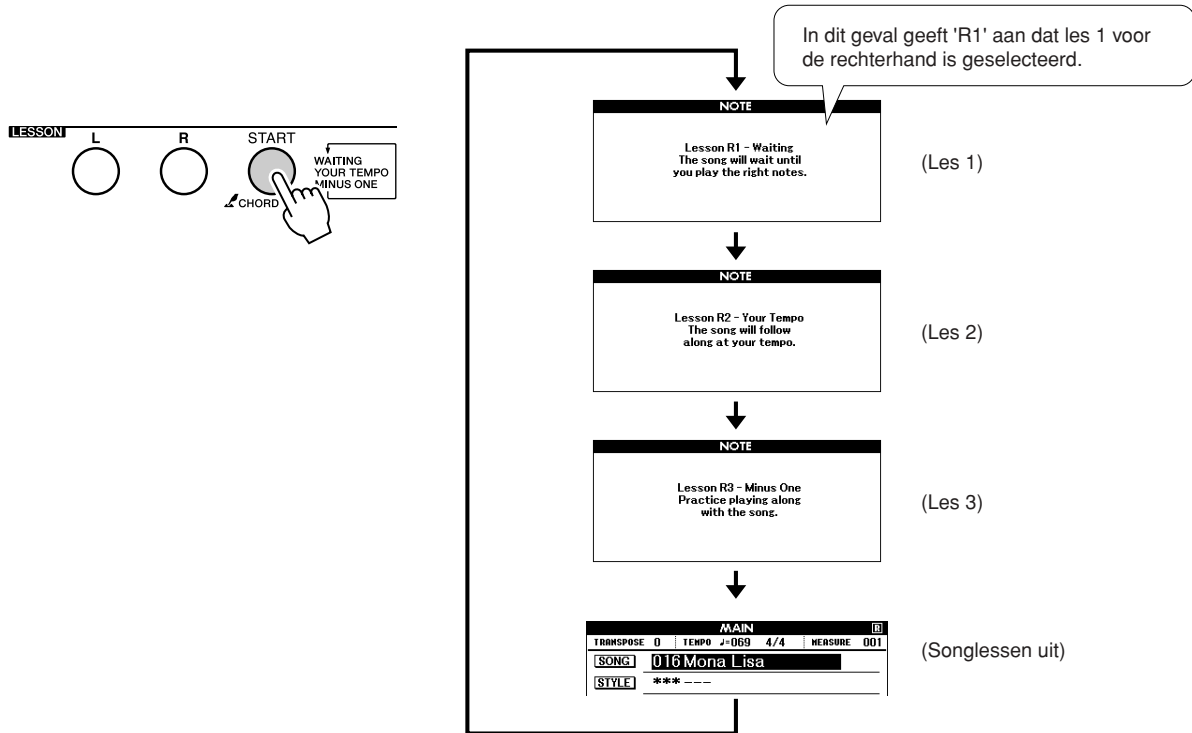 In dit geval geeft 'R1' aan dat les 1 voor
de rechterhand is geselecteerd.
LESSON
L R START
WAITING
YOUR TEMPO
MINUS ONE
CHORD
NOTE
Lesson R1 - Waiting
The song will wait until
you play the right notes.
(Les 1)
NOTE
Lesson R2 - Your Tempo
The song will follow
along at your tempo.
(Les 2)
NOTE
Lesson R3 - Minus One
Practice playing along
with the song.
(Les 3)
MAIN R
TRANSPOSE 0 TEMPO ♩=069 4/4 MEASURE 001
SONG 016 Mona Lisa
STYLE ***---
(Songlessen uit)